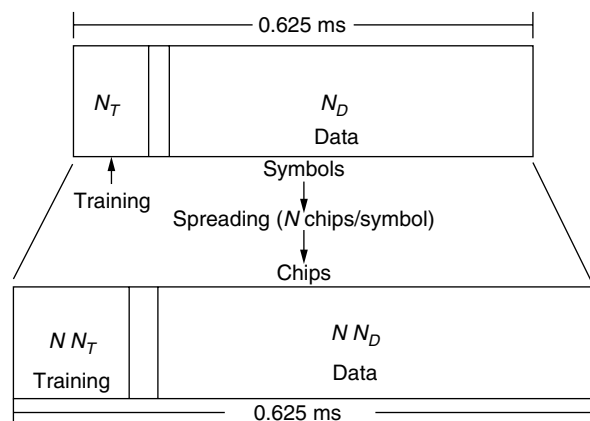 0.625 ms
N_T
N_D
Data
Symbols
Training
Spreading (N chips/symbol)
Chips
N N_T
N N_D
Training
Data
0.625 ms